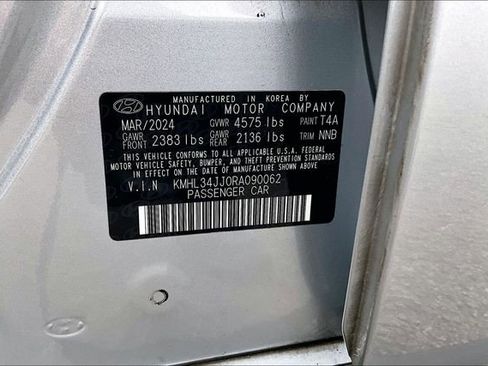 MANUFACTURED IN KOREA BY
HYUNDAI MOTOR COMPANY
MAR/2024 GVWR 4575 lbs PAINT T4A
GAWR FRONT 2383 lbs GAWR REAR 2136 lbs TRIM NNB
THIS VEHICLE CONFORMS TO ALL APPLICABLE U.S.A. FEDERAL
MOTOR VEHICLE SAFETY, BUMPER, AND THEFT PREVENTION STANDARDS
IN EFFECT ON THE DATE OF MANUFACTURE SHOWN ABOVE.
V.I.N KMHL34JJ0RA090062
PASSENGER CAR